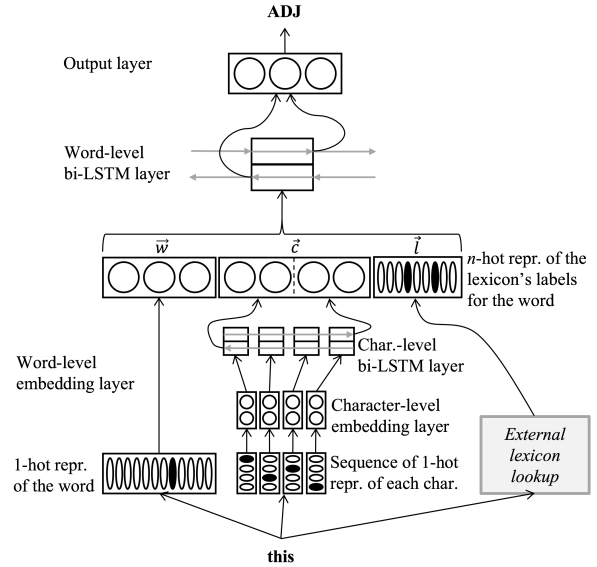 ADJ
Output layer
Word-level
bi-LSTM layer
w⃗
c⃗
l⃗
n-hot repr. of the
lexicon's labels
for the word
Char.-level
bi-LSTM layer
Word-level
embedding layer
Character-level
embedding layer
1-hot repr.
of the word
Sequence of 1-hot
repr. of each char.
External
lexicon
lookup
this